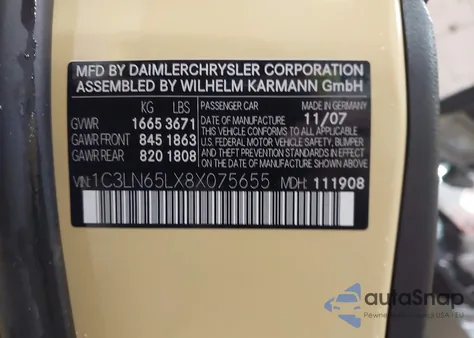 MFD BY DAIMLERCHRYSLER CORPORATION
ASSEMBLED BY WILHELM KARMANN GmbH
KG LBS PASSENGER CAR MADE IN GERMANY
GVWR 1665 3671 DATE OF MANUFACTURE 11/07
GAWR FRONT 845 1863 THIS VEHICLE CONFORMS TO ALL APPLICABLE
GAWR REAR 820 1808 U.S. FEDERAL MOTOR VEHICLE SAFETY, BUMPER
AND THEFT PREVENTION STANDARDS IN EFFECT
ON THE DATE OF MANUFACTURE SHOWN ABOVE.
VIN: 1C3LN65LX8X075655 MDH: 111908
autoSnap